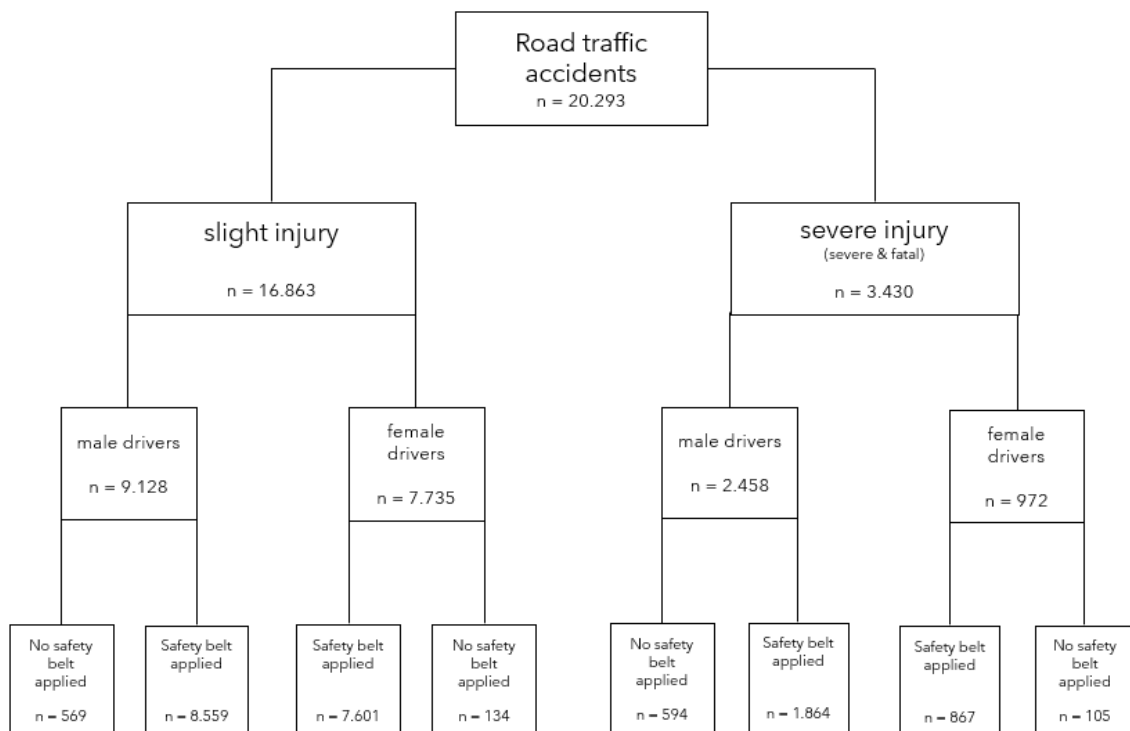 Road traffic
accidents
n = 20.293
slight injury
n = 16.863
severe injury
(severe & fatal)
n = 3.430
male drivers
n = 9.128
female
drivers
n = 7.735
male drivers
n = 2.458
female
drivers
n = 972
No safety
belt
applied
n = 569
Safety belt
applied
n = 8.559
Safety belt
applied
n = 7.601
No safety
belt
applied
n = 134
No safety
belt
applied
n = 594
Safety belt
applied
n = 1.864
Safety belt
applied
n = 867
No safety
belt
applied
n = 105